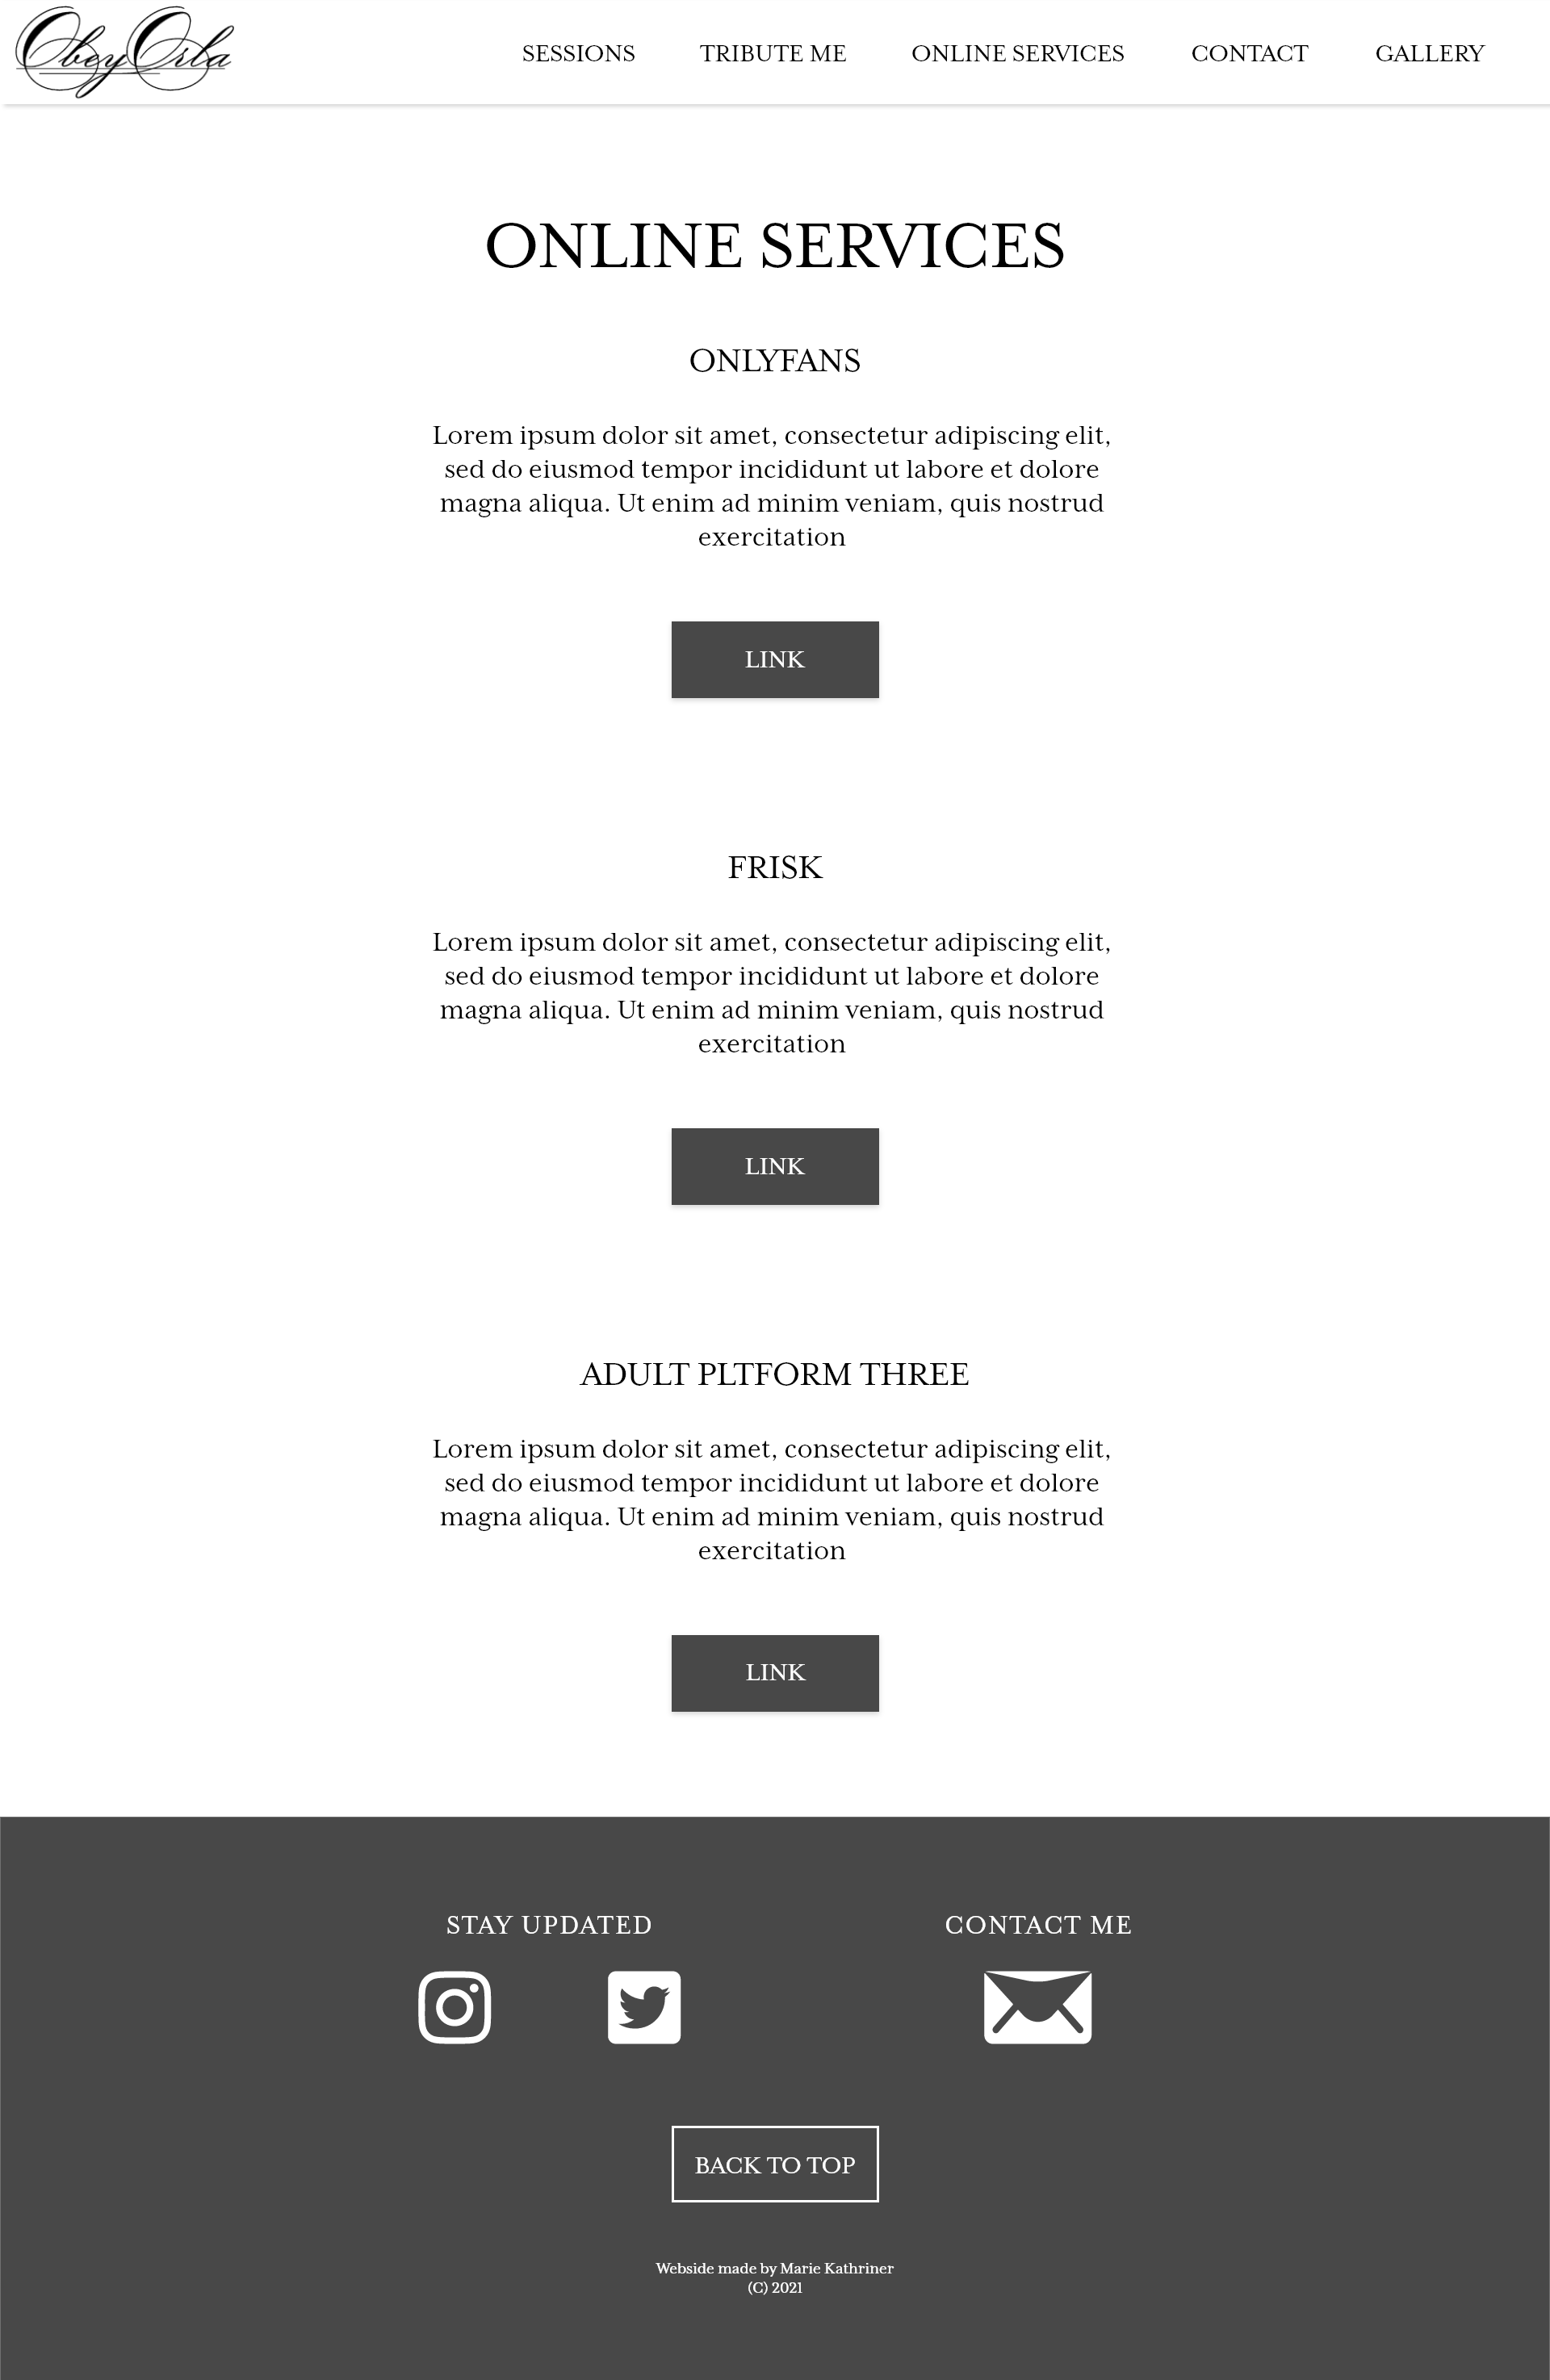 ObeyOrla
SESSIONS
TRIBUTE ME
ONLINE SERVICES
CONTACT
GALLERY
ONLINE SERVICES
ONLYFANS
Lorem ipsum dolor sit amet, consectetur adipiscing elit,
sed do eiusmod tempor incididunt ut labore et dolore
magna aliqua. Ut enim ad minim veniam, quis nostrud
exercitation
LINK
FRISK
Lorem ipsum dolor sit amet, consectetur adipiscing elit,
sed do eiusmod tempor incididunt ut labore et dolore
magna aliqua. Ut enim ad minim veniam, quis nostrud
exercitation
LINK
ADULT PLTFORM THREE
Lorem ipsum dolor sit amet, consectetur adipiscing elit,
sed do eiusmod tempor incididunt ut labore et dolore
magna aliqua. Ut enim ad minim veniam, quis nostrud
exercitation
LINK
STAY UPDATED
CONTACT ME
BACK TO TOP
Webside made by Marie Kathriner
(C) 2021